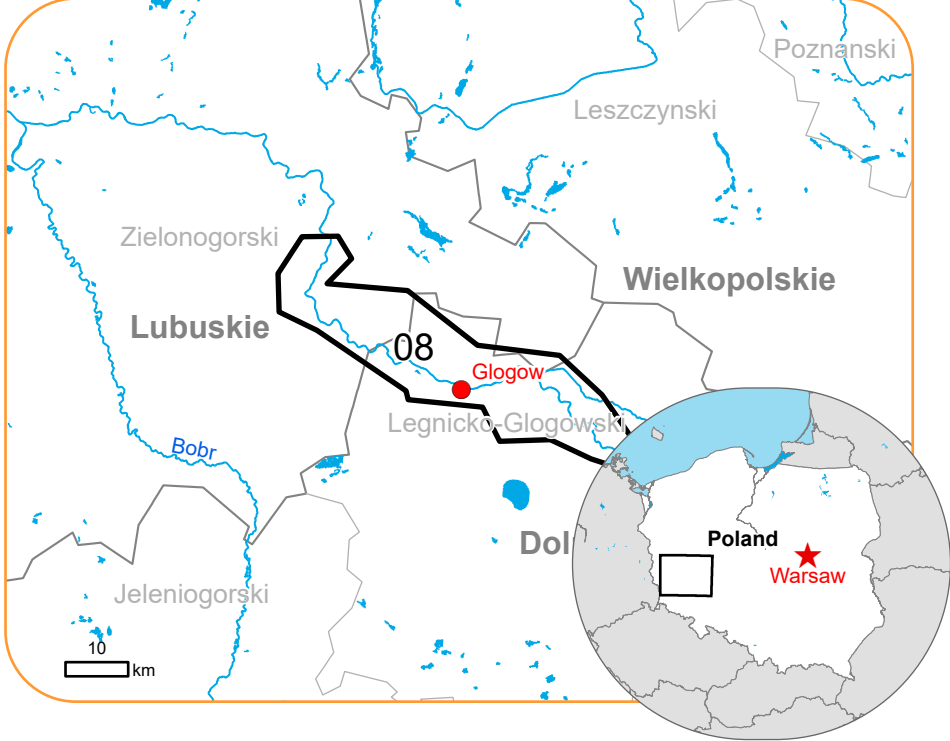 Poznanski
Leszczynski
Zielonogorski
Wielkopolskie
Lubuskie
08
Glogow
Legnicko-Glogowski
Bobr
Dol
Poland
Warsaw
Jeleniogorski
10
km